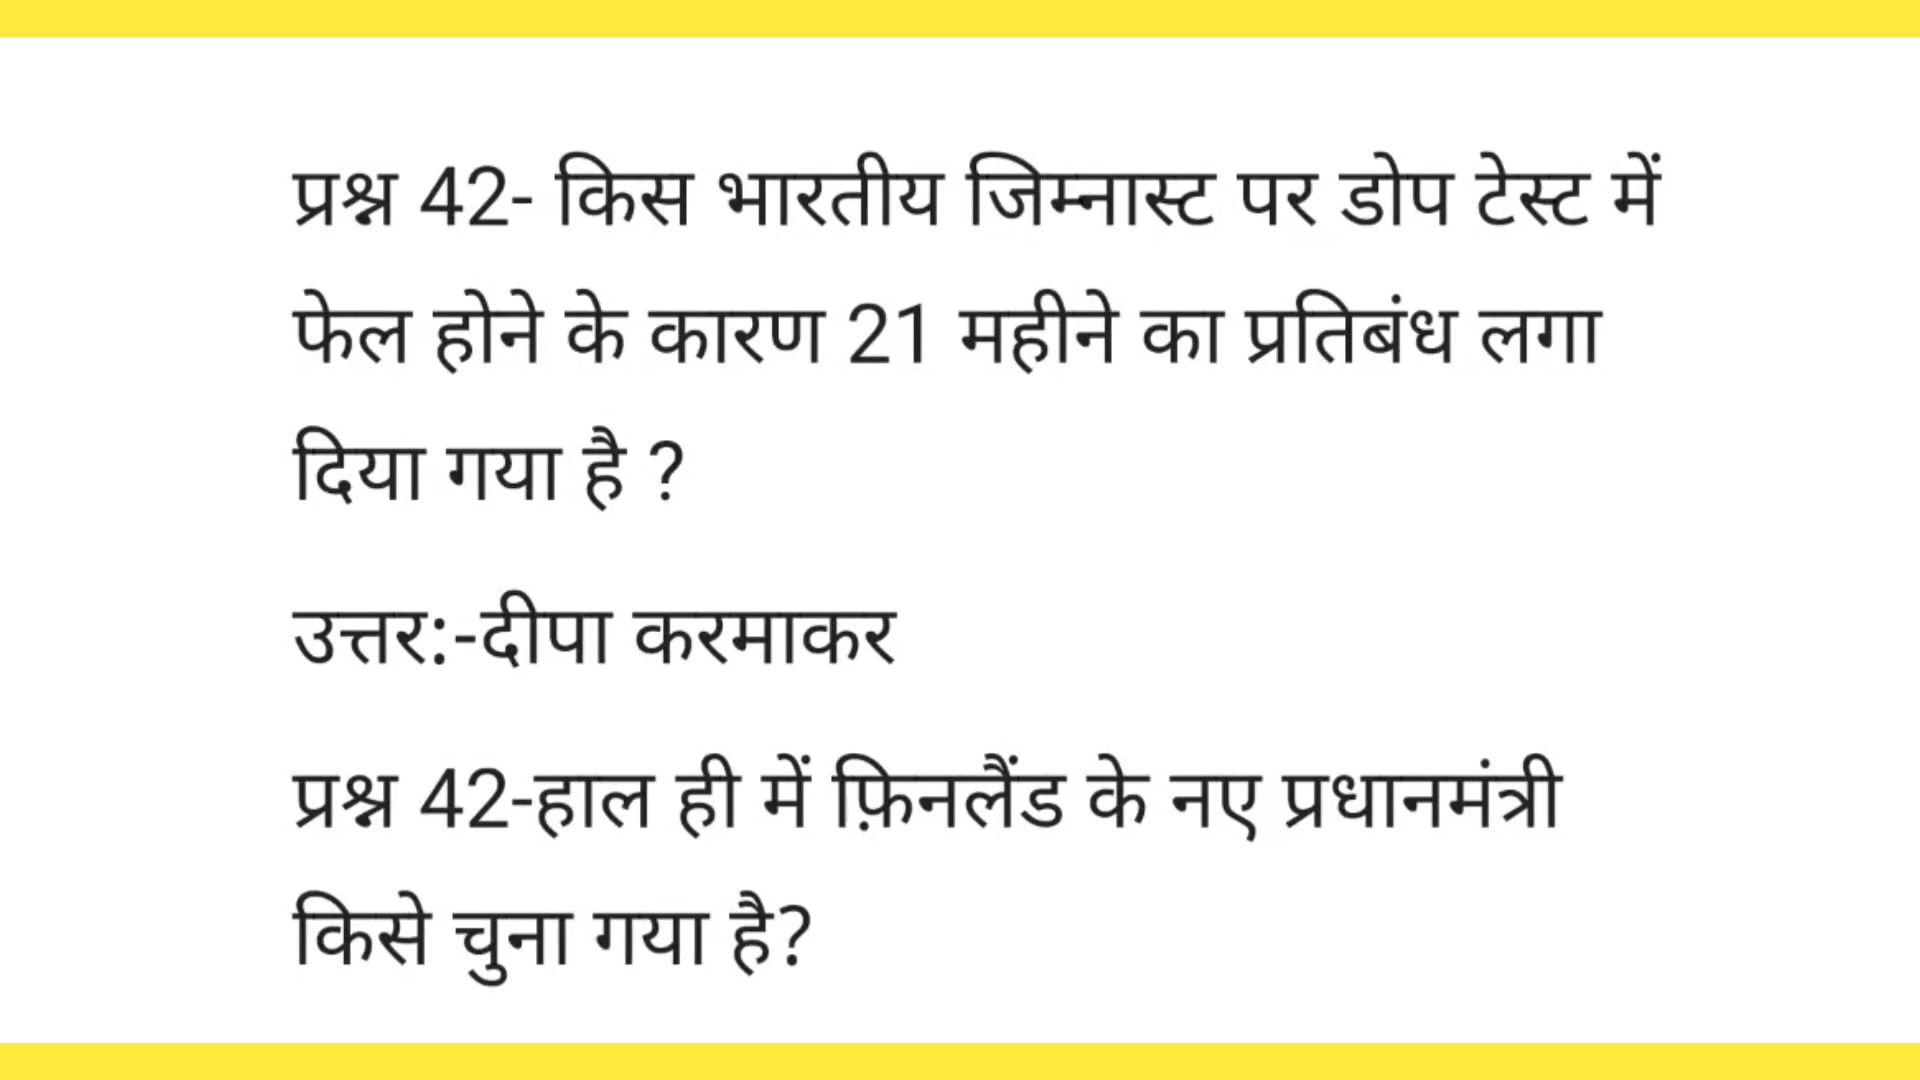 प्रश्न 42- किस भारतीय जिम्नास्ट पर डोप टेस्ट में
फेल होने के कारण 21 महीने का प्रतिबंध लगा
दिया गया है ?
उत्तर:-दीपा करमाकर
प्रश्न 42-हाल ही में फ़िनलैंड के नए प्रधानमंत्री
किसे चुना गया है?